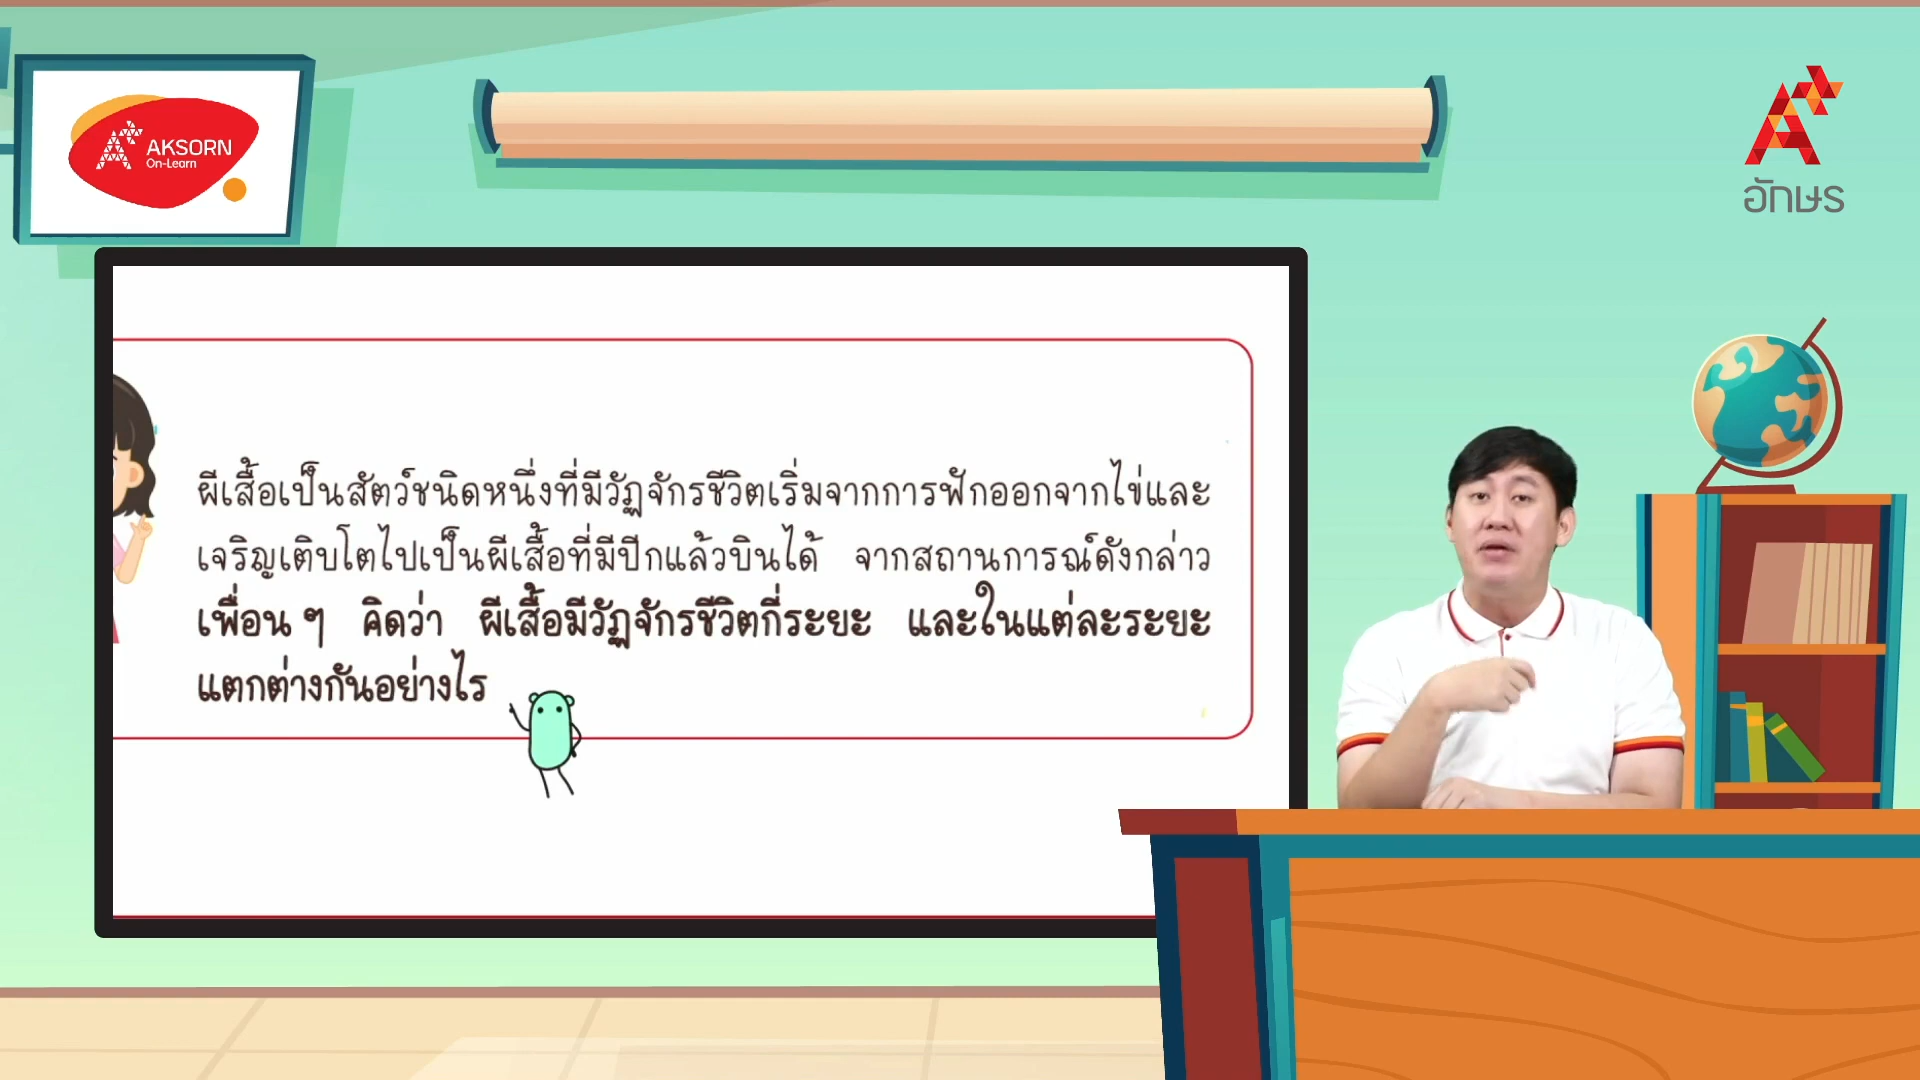 AKSORN
On-Learn
อักษร
ผีเสื้อเป็นสัตว์ชนิดหนึ่งที่มีวัฏจักรชีวิตเริ่มจากการฟักออกจากไข่และ
เจริญเติบโตไปเป็นผีเสื้อที่มีปีกแล้วบินได้ จากสถานการณ์ดังกล่าว
เพื่อน ๆ คิดว่า ผีเสื้อมีวัฏจักรชีวิตกี่ระยะ และในแต่ละระยะ
แตกต่างกันอย่างไร